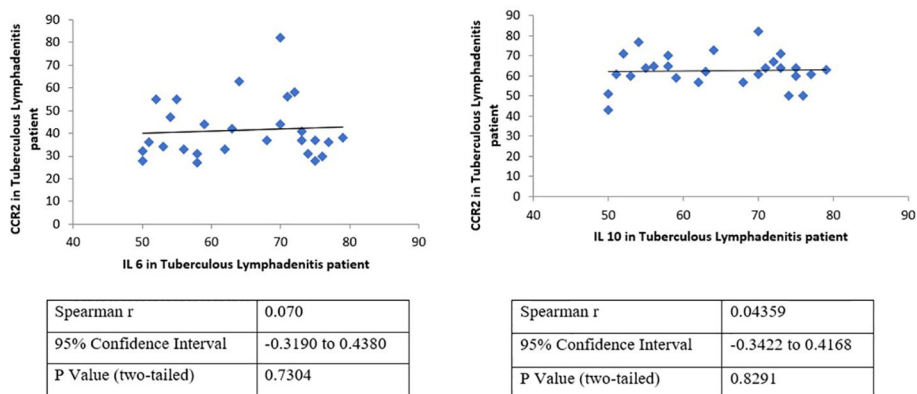 CCR2 in Tuberculous Lymphadenitis
patient
90
80
70
60
50
40
30
20
10
0
40
50
60
70
80
90
IL 6 in Tuberculous Lymphadenitis patient
Spearman r 0.070
95% Confidence Interval -0.3190 to 0.4380
P Value (two-tailed) 0.7304
CCR2 in Tuberculous Lymphadenitis
patient
90
80
70
60
50
40
30
20
10
0
40
50
60
70
80
90
IL 10 in Tuberculous Lymphadenitis patient
Spearman r 0.04359
95% Confidence Interval -0.3422 to 0.4168
P Value (two-tailed) 0.8291